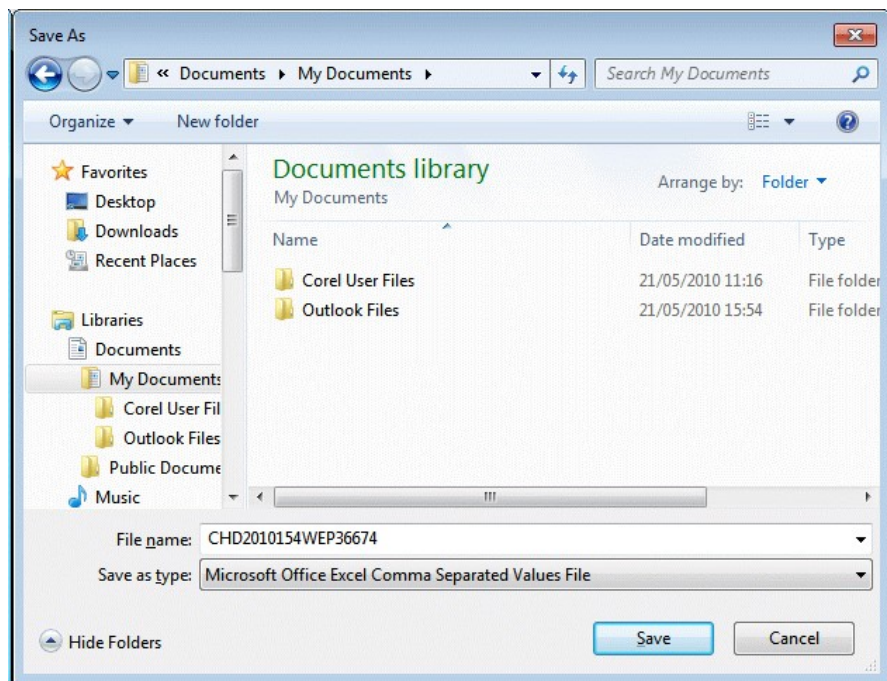 Save As
« Documents ▸ My Documents ▸
Search My Documents
Organize
New folder
Favorites
Desktop
Downloads
Recent Places
Libraries
Documents
My Documents
Corel User Fil
Outlook Files
Public Docume
Music
Documents library
My Documents
Arrange by: Folder
Name Date modified Type
Corel User Files 21/05/2010 11:16 File folder
Outlook Files 21/05/2010 15:54 File folder
File name: CHD2010154WEP36674
Save as type: Microsoft Office Excel Comma Separated Values File
Hide Folders
Save
Cancel